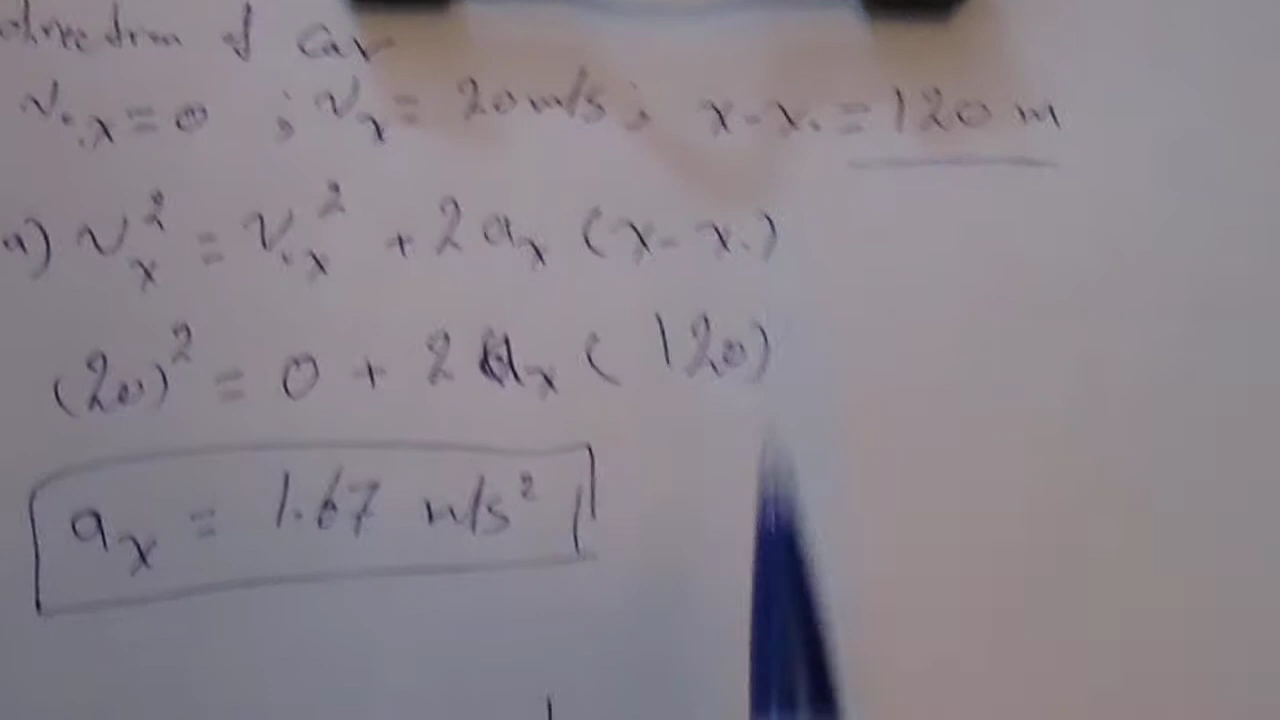 of car
v₀ₓ = 0 ; vₓ = 20 m/s ; x - x₀ = 120 m
a) vₓ² = v₀ₓ² + 2aₓ (x - x₀)
(20)² = 0 + 2 aₓ ( 120)
aₓ = 1.67 m/s²